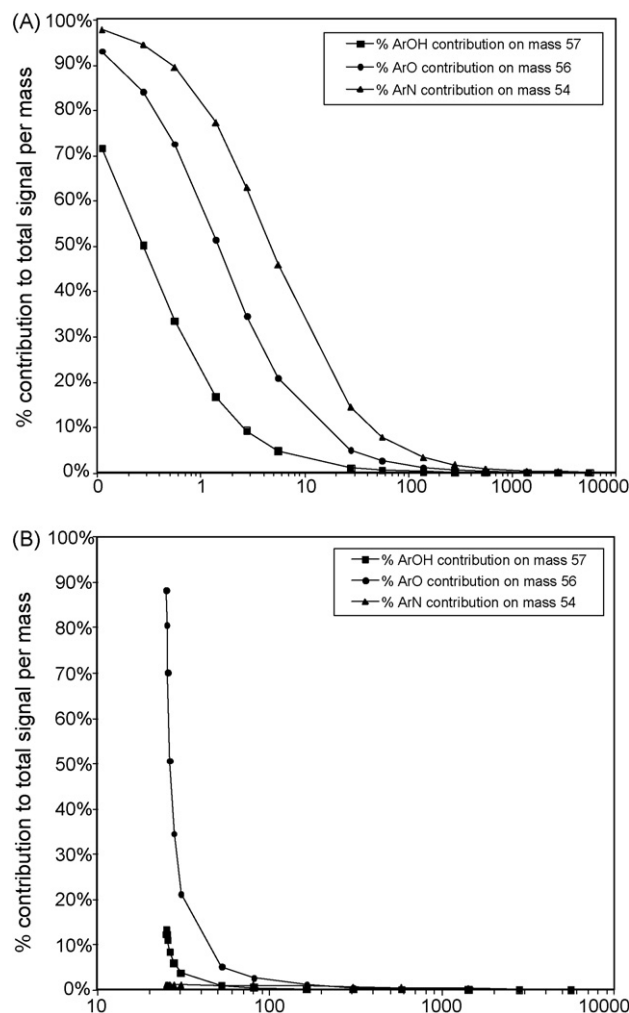 (A)
% contribution to total signal per mass
100%
90%
80%
70%
60%
50%
40%
30%
20%
10%
0%
% ArOH contribution on mass 57
% ArO contribution on mass 56
% ArN contribution on mass 54
0 1 10 100 1000 10000
(B)
% contribution to total signal per mass
100%
90%
80%
70%
60%
50%
40%
30%
20%
10%
0%
% ArOH contribution on mass 57
% ArO contribution on mass 56
% ArN contribution on mass 54
10 100 1000 10000